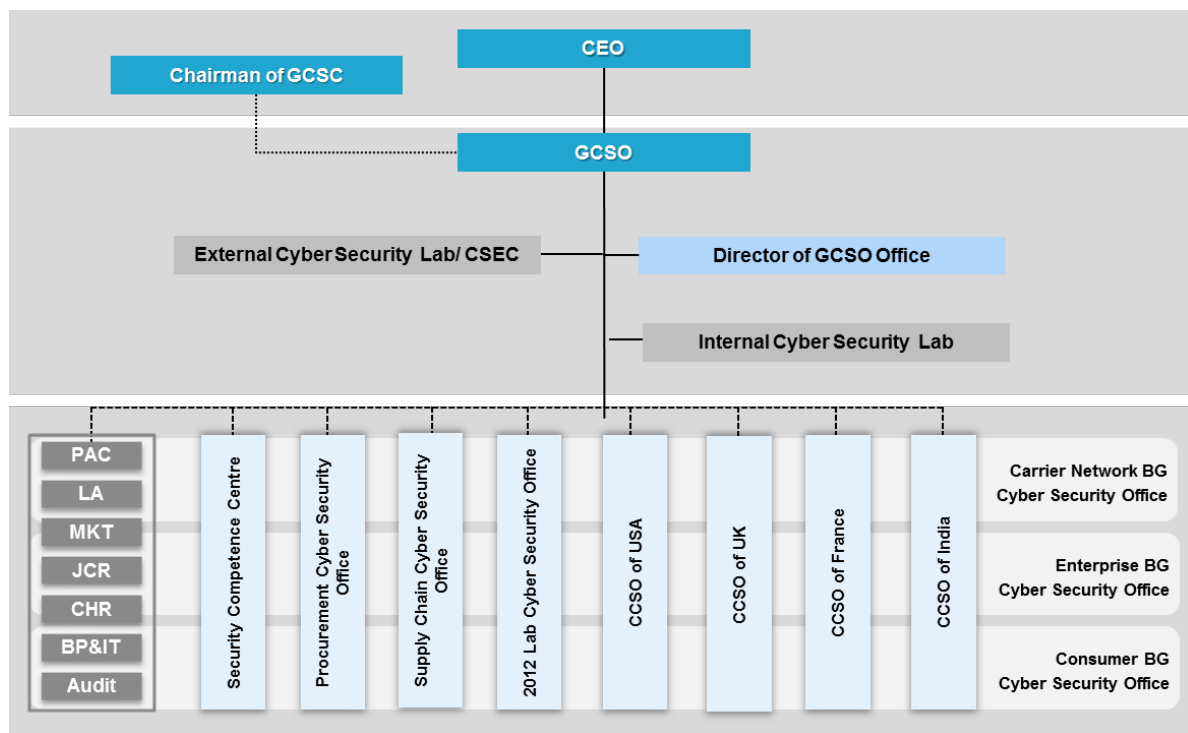 CEO
Chairman of GCSC
GCSO
External Cyber Security Lab/ CSEC
Director of GCSO Office
Internal Cyber Security Lab
PAC
LA
MKT
JCR
CHR
BP&IT
Audit
Security Competence Centre
Procurement Cyber Security
Office
Supply Chain Cyber Security
Office
2012 Lab Cyber Security Office
CCSO of USA
CCSO of UK
CCSO of France
CCSO of India
Carrier Network BG
Cyber Security Office
Enterprise BG
Cyber Security Office
Consumer BG
Cyber Security Office